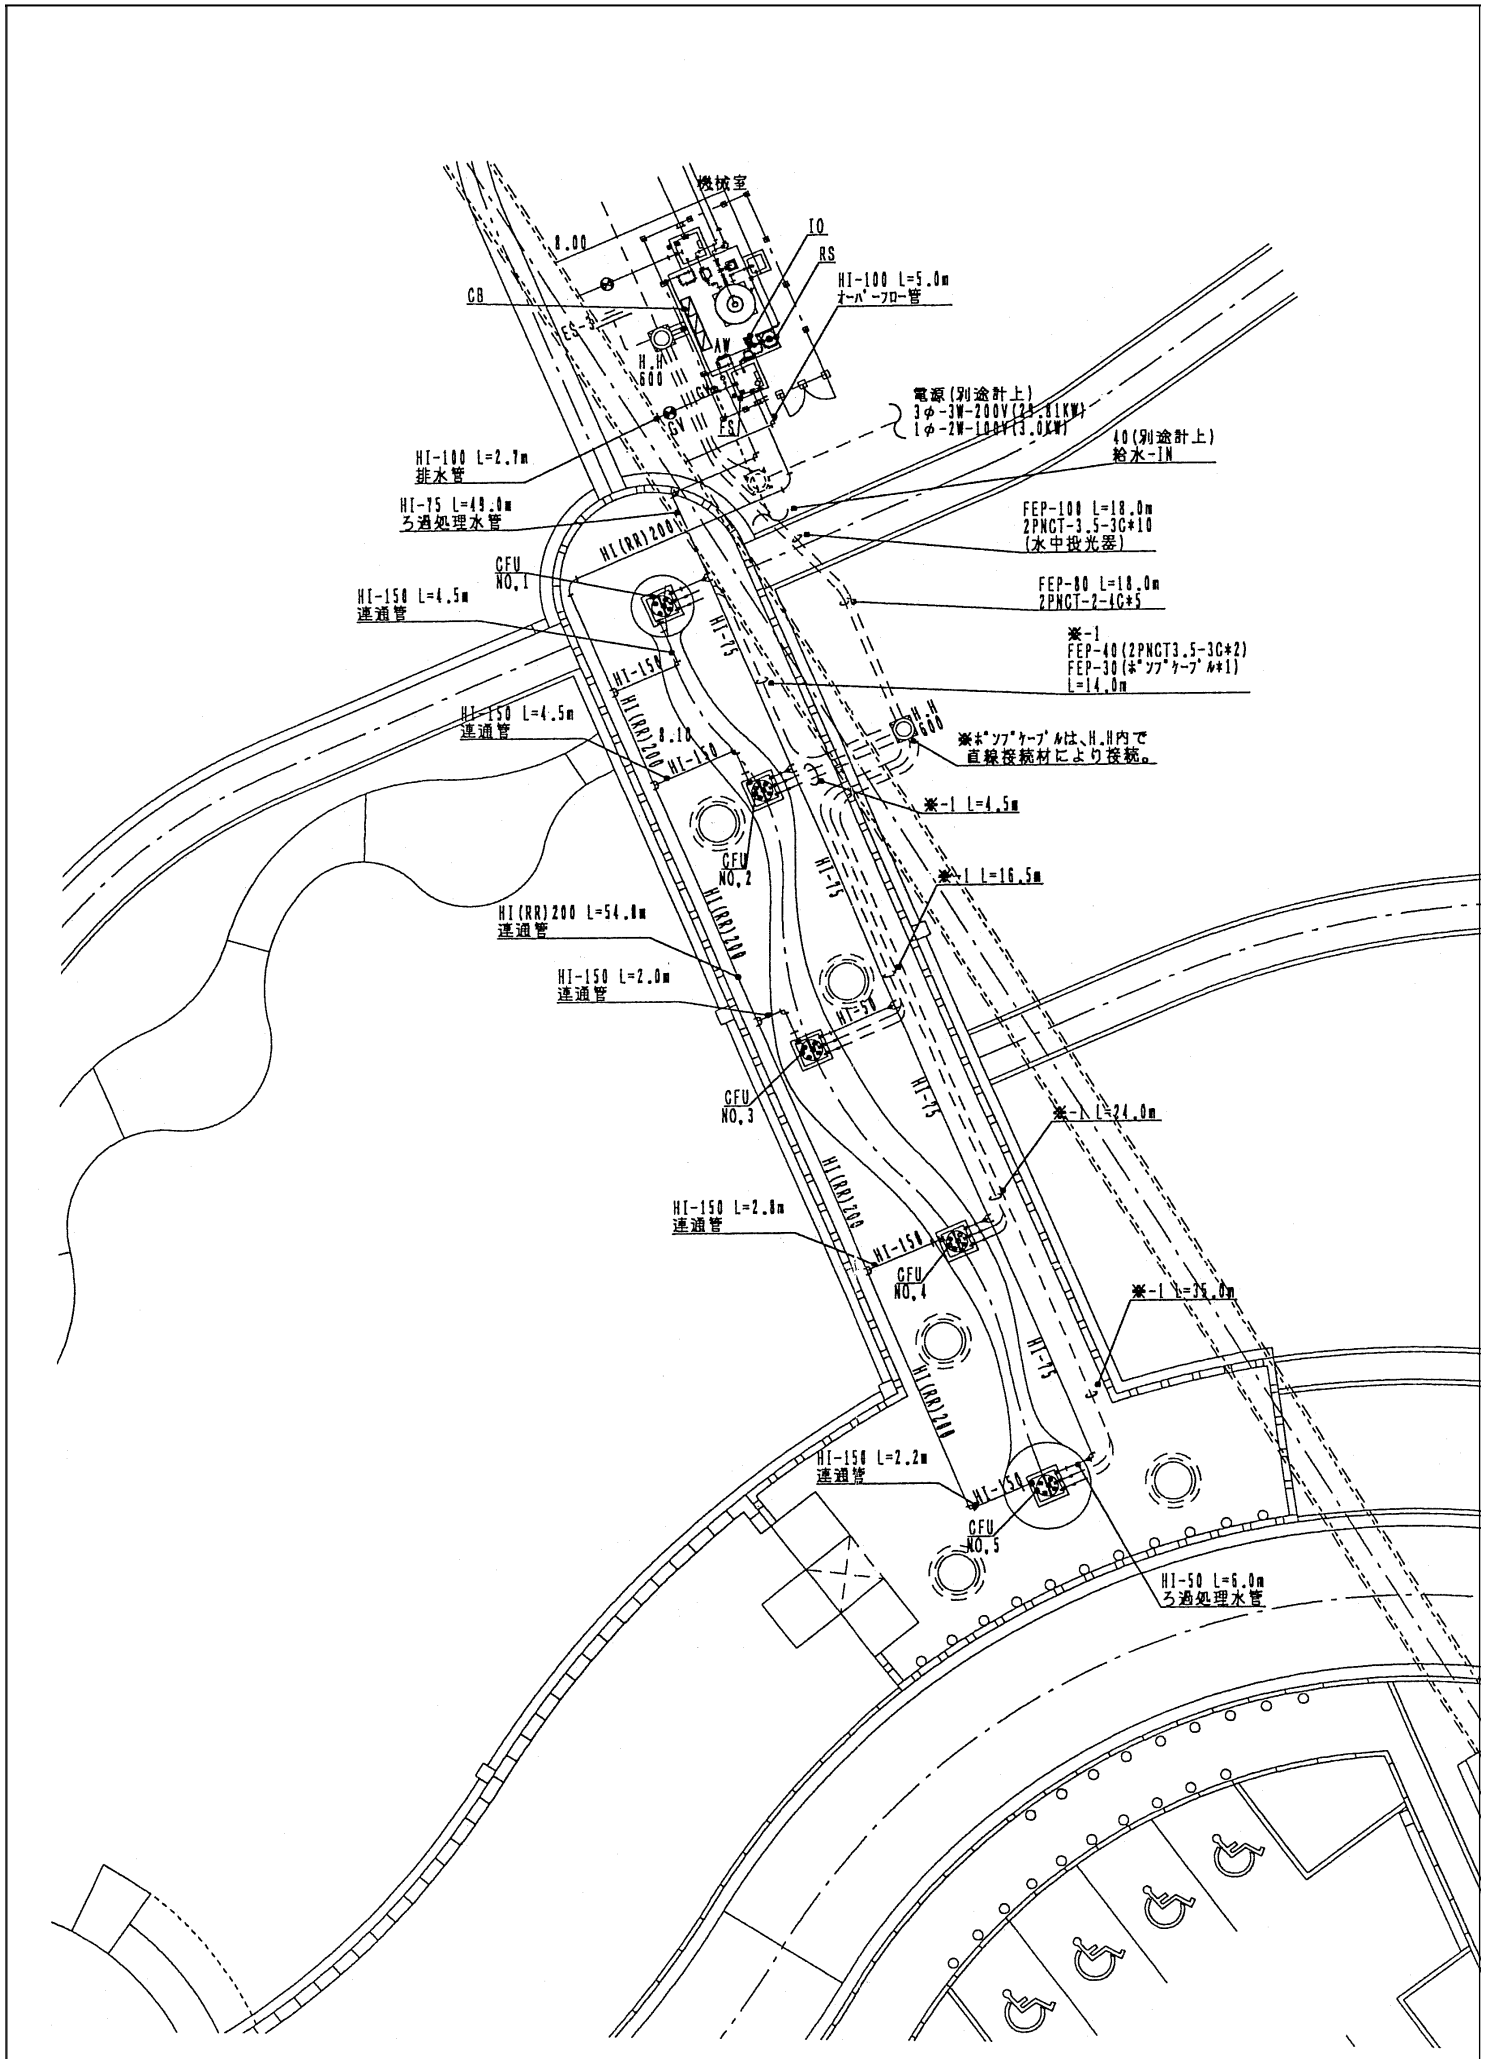 機械室
8.00
IO
RS
HI-100 L=5.0m
オーバーフロー管
CB
ES-3
H.H
600
AW
GV
GV
FS
電源(別途計上)
3φ-3W-200V(29.81KW)
1φ-2W-100V(3.0KW)
40(別途計上)
給水-IN
HI-100 L=2.7m
排水管
HI-75 L=49.0m
ろ過処理水管
HI(RR)200
FEP-100 L=18.0m
2PNCT-3.5-3C*10
(水中投光器)
CFU
NO.1
HI-150 L=4.5m
連通管
FEP-80 L=18.0m
2PNCT-2-4C*5
※-1
FEP-40(2PNCT3.5-3C*2)
FEP-30(ポンプケーブル*1)
L=14.0m
HI-75
HI-150
HI(RR)200
HI-150 L=4.5m
連通管
8.10
HI-150
H.H
600
※ポンプケーブルは、H.H内で
直線接続材により接続。
※-1 L=4.5m
CFU
NO.2
HI-75
※-1 L=16.5m
HI(RR)200 L=54.0m
連通管
HI(RR)200
HI-150 L=2.0m
連通管
HI-50
CFU
NO.3
HI-75
※-1 L=24.0m
HI(RR)200
HI-150 L=2.8m
連通管
HI-150
CFU
NO.4
※-1 L=35.0m
HI-75
HI(RR)200
HI-150 L=2.2m
連通管
HI-150
CFU
NO.5
HI-50 L=6.0m
ろ過処理水管